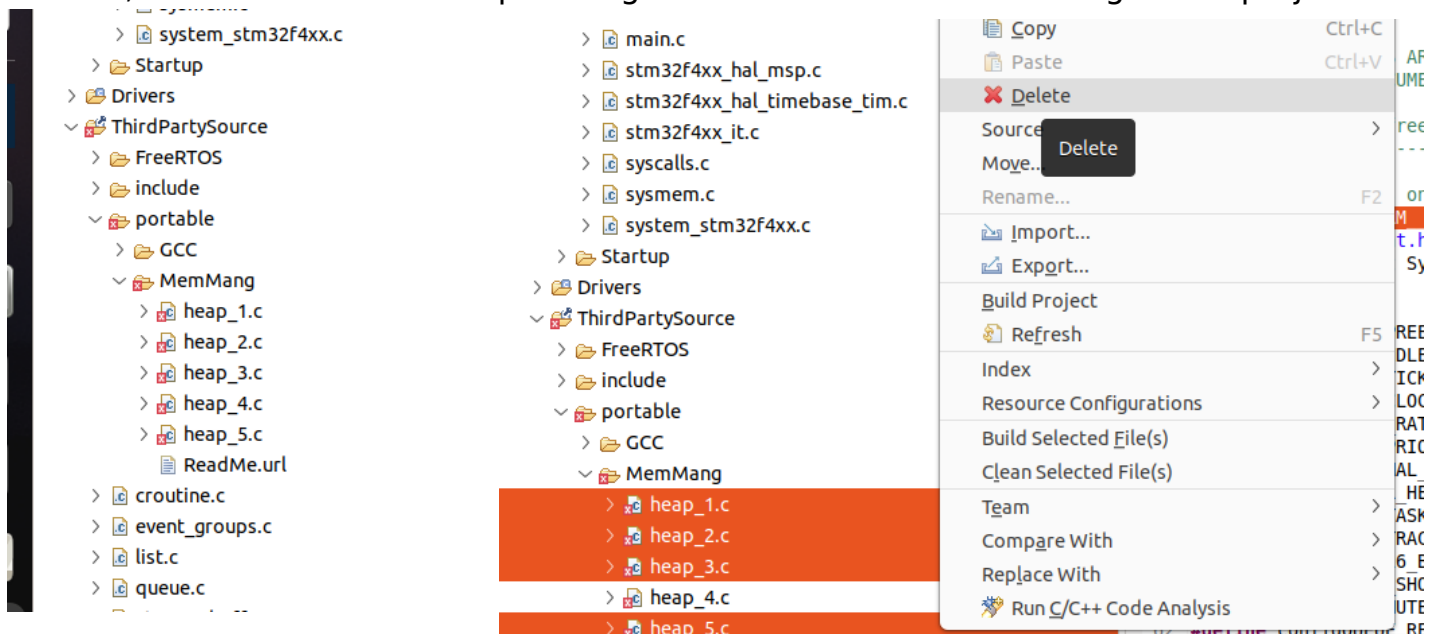 system_stm32f4xx.c
Startup
Drivers
ThirdPartySource
FreeRTOS
include
portable
GCC
MemMang
heap_1.c
heap_2.c
heap_3.c
heap_4.c
heap_5.c
ReadMe.url
croutine.c
event_groups.c
list.c
queue.c
main.c
stm32f4xx_hal_msp.c
stm32f4xx_hal_timebase_tim.c
stm32f4xx_it.c
syscalls.c
sysmem.c
system_stm32f4xx.c
Startup
Drivers
ThirdPartySource
FreeRTOS
include
portable
GCC
MemMang
heap_1.c
heap_2.c
heap_3.c
heap_4.c
heap_5.c
Copy Ctrl+C
Paste Ctrl+V
Delete
Source
Delete
Move...
Rename... F2
Import...
Export...
Build Project
Refresh F5
Index
Resource Configurations
Build Selected File(s)
Clean Selected File(s)
Team
Compare With
Replace With
Run C/C++ Code Analysis